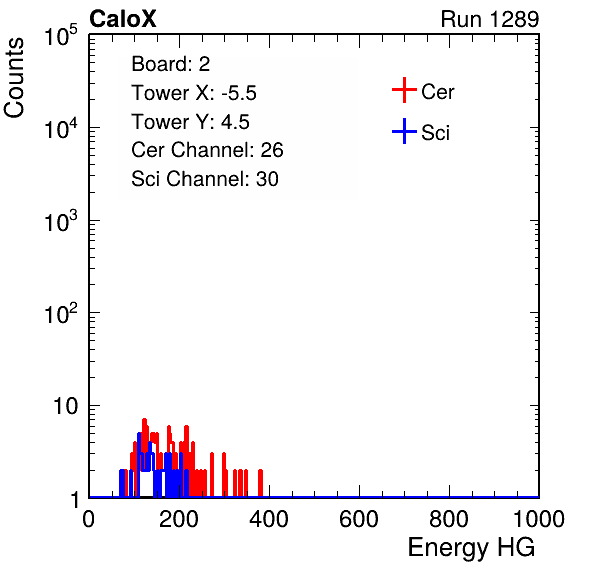 CaloX
Run 1289
Counts
Board: 2
Tower X: -5.5
Tower Y: 4.5
Cer Channel: 26
Sci Channel: 30
Cer
Sci
10^5
10^4
10^3
10^2
10
1
0 200 400 600 800 1000
Energy HG